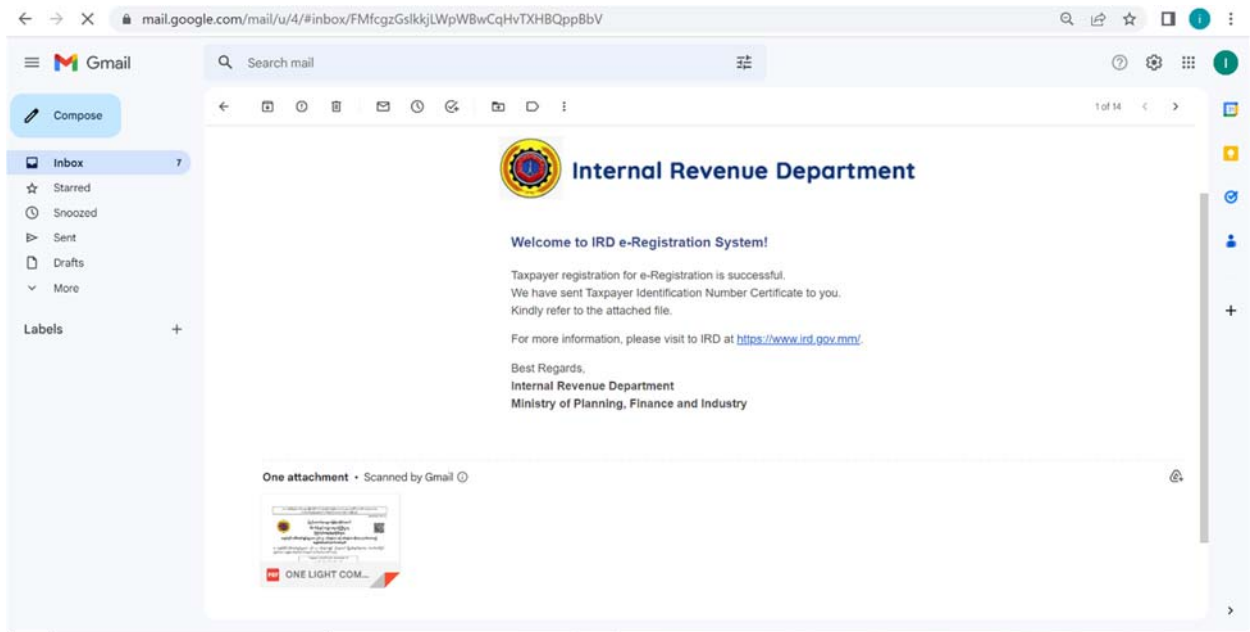 mail.google.com/mail/u/4/#inbox/FMfcgzGslkkjLWpWBwCqHvTXHBQppBbV
Gmail
Search mail
Compose
1 of 14
Inbox 7
Starred
Snoozed
Sent
Drafts
More
Labels
Internal Revenue Department
Welcome to IRD e-Registration System!
Taxpayer registration for e-Registration is successful.
We have sent Taxpayer Identification Number Certificate to you.
Kindly refer to the attached file.
For more information, please visit to IRD at https://www.ird.gov.mm/.
Best Regards,
Internal Revenue Department
Ministry of Planning, Finance and Industry
One attachment • Scanned by Gmail
PDF ONE LIGHT COM...